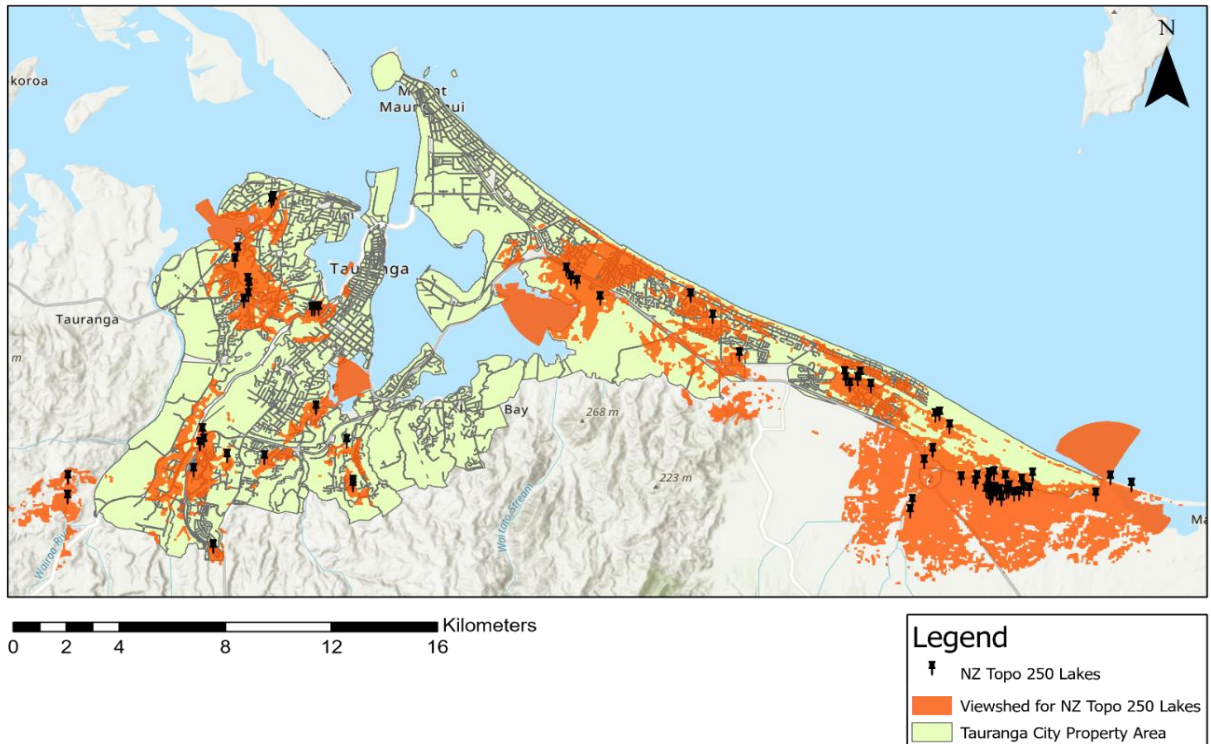 N
koroa
Mount
Maunganui
Tauranga
Tauranga
m
Bay
268 m
223 m
Waitatu Stream
Wairoa River
Ma
Kilometers
0 2 4 8 12 16
Legend
NZ Topo 250 Lakes
Viewshed for NZ Topo 250 Lakes
Tauranga City Property Area